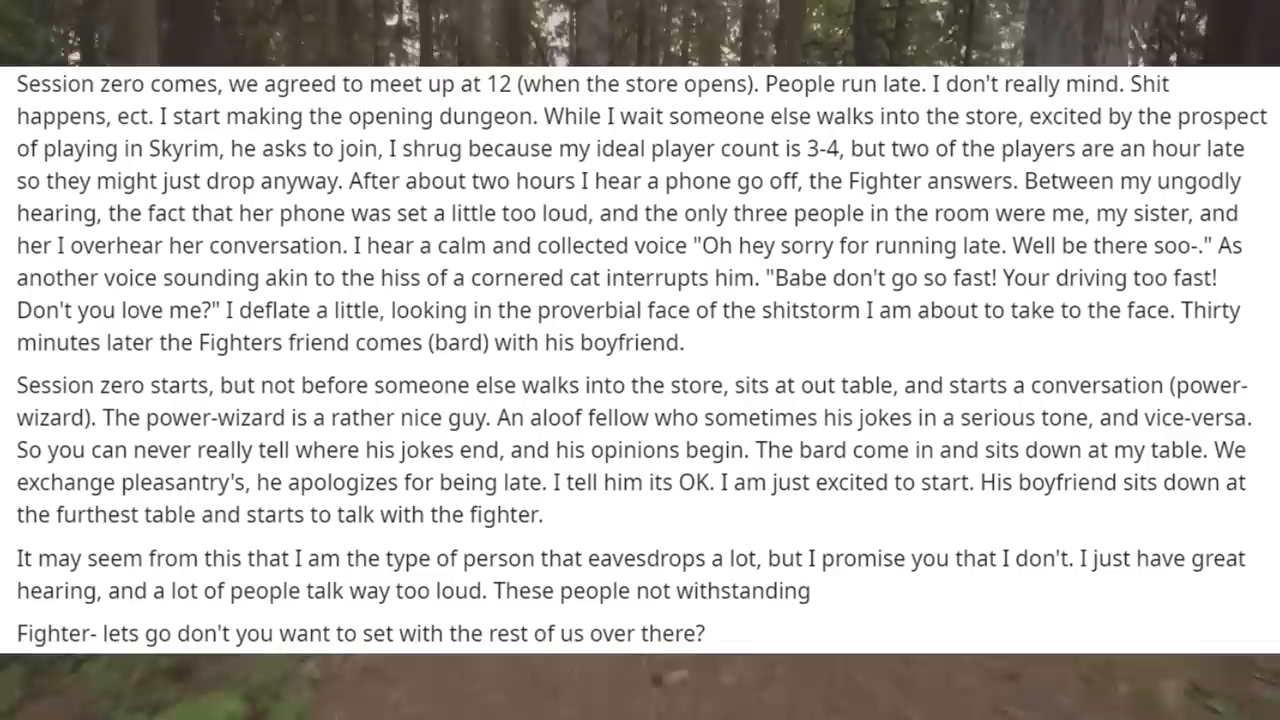 Session zero comes, we agreed to meet up at 12 (when the store opens). People run late. I don't really mind. Shit
happens, ect. I start making the opening dungeon. While I wait someone else walks into the store, excited by the prospect
of playing in Skyrim, he asks to join, I shrug because my ideal player count is 3-4, but two of the players are an hour late
so they might just drop anyway. After about two hours I hear a phone go off, the Fighter answers. Between my ungodly
hearing, the fact that her phone was set a little too loud, and the only three people in the room were me, my sister, and
her I overhear her conversation. I hear a calm and collected voice "Oh hey sorry for running late. Well be there soo-." As
another voice sounding akin to the hiss of a cornered cat interrupts him. "Babe don't go so fast! Your driving too fast!
Don't you love me?" I deflate a little, looking in the proverbial face of the shitstorm I am about to take to the face. Thirty
minutes later the Fighters friend comes (bard) with his boyfriend.
Session zero starts, but not before someone else walks into the store, sits at out table, and starts a conversation (power-
wizard). The power-wizard is a rather nice guy. An aloof fellow who sometimes his jokes in a serious tone, and vice-versa.
So you can never really tell where his jokes end, and his opinions begin. The bard come in and sits down at my table. We
exchange pleasantry's, he apologizes for being late. I tell him its OK. I am just excited to start. His boyfriend sits down at
the furthest table and starts to talk with the fighter.
It may seem from this that I am the type of person that eavesdrops a lot, but I promise you that I don't. I just have great
hearing, and a lot of people talk way too loud. These people not withstanding
Fighter- lets go don't you want to set with the rest of us over there?